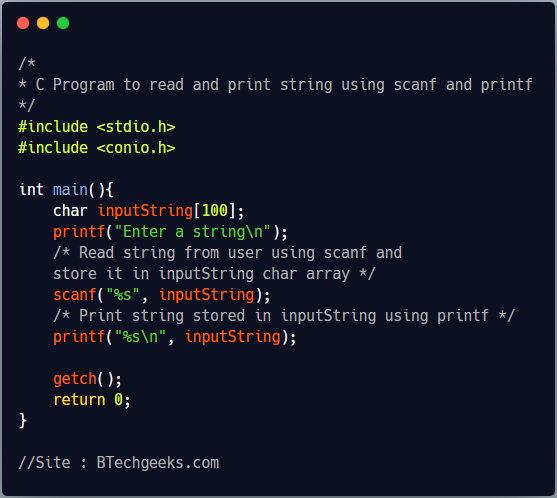 /*
* C Program to read and print string using scanf and printf
*/
#include <stdio.h>
#include <conio.h>

int main(){
    char inputString[100];
    printf("Enter a string\n");
    /* Read string from user using scanf and
    store it in inputString char array */
    scanf("%s", inputString);
    /* Print string stored in inputString using printf */
    printf("%s\n", inputString);

    getch();
    return 0;
}

//Site : BTechgeeks.com